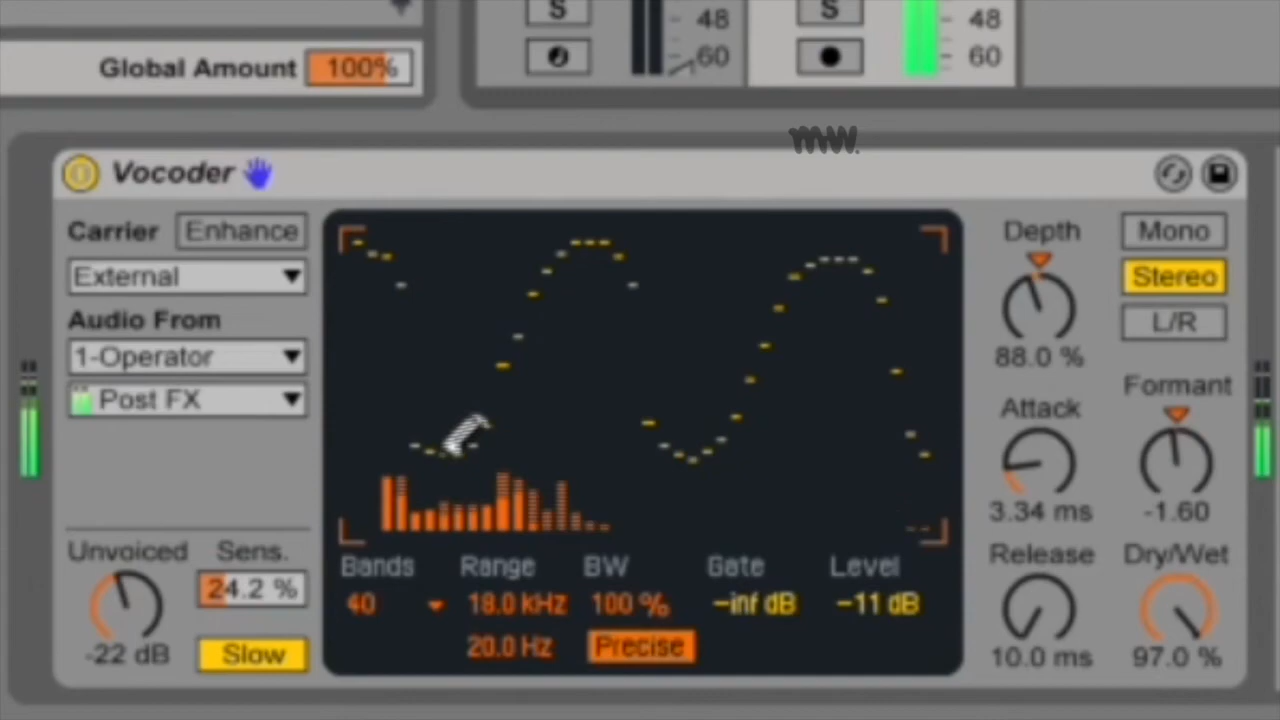 S
48
S
48
Global Amount 100%
60
60
mw.
Vocoder
Carrier Enhance
External
Audio From
1-Operator
Post FX
Unvoiced Sens.
24.2 %
-22 dB Slow
Bands Range BW Gate Level
40 18.0 kHz 100 % -inf dB -11 dB
20.0 Hz Precise
Depth Mono
Stereo
L/R
88.0 %
Attack Formant
3.34 ms -1.60
Release Dry/Wet
10.0 ms 97.0 %